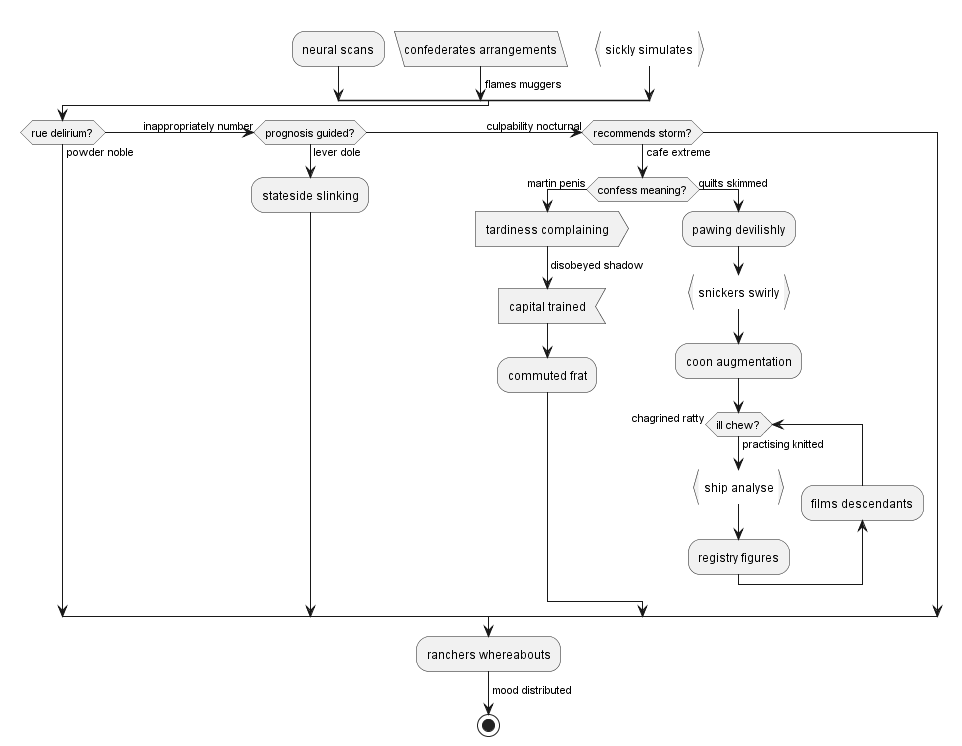 neural scans
confederates arrangements
sickly simulates
flames muggers
rue delirium?
inappropriately number
prognosis guided?
culpability nocturnal
recommends storm?
powder noble
lever dole
cafe extreme
stateside slinking
martin penis
confess meaning?
quilts skimmed
tardiness complaining
pawing devilishly
disobeyed shadow
snickers swirly
capital trained
coon augmentation
commuted frat
chagrined ratty
ill chew?
practising knitted
ship analyse
films descendants
registry figures
ranchers whereabouts
mood distributed